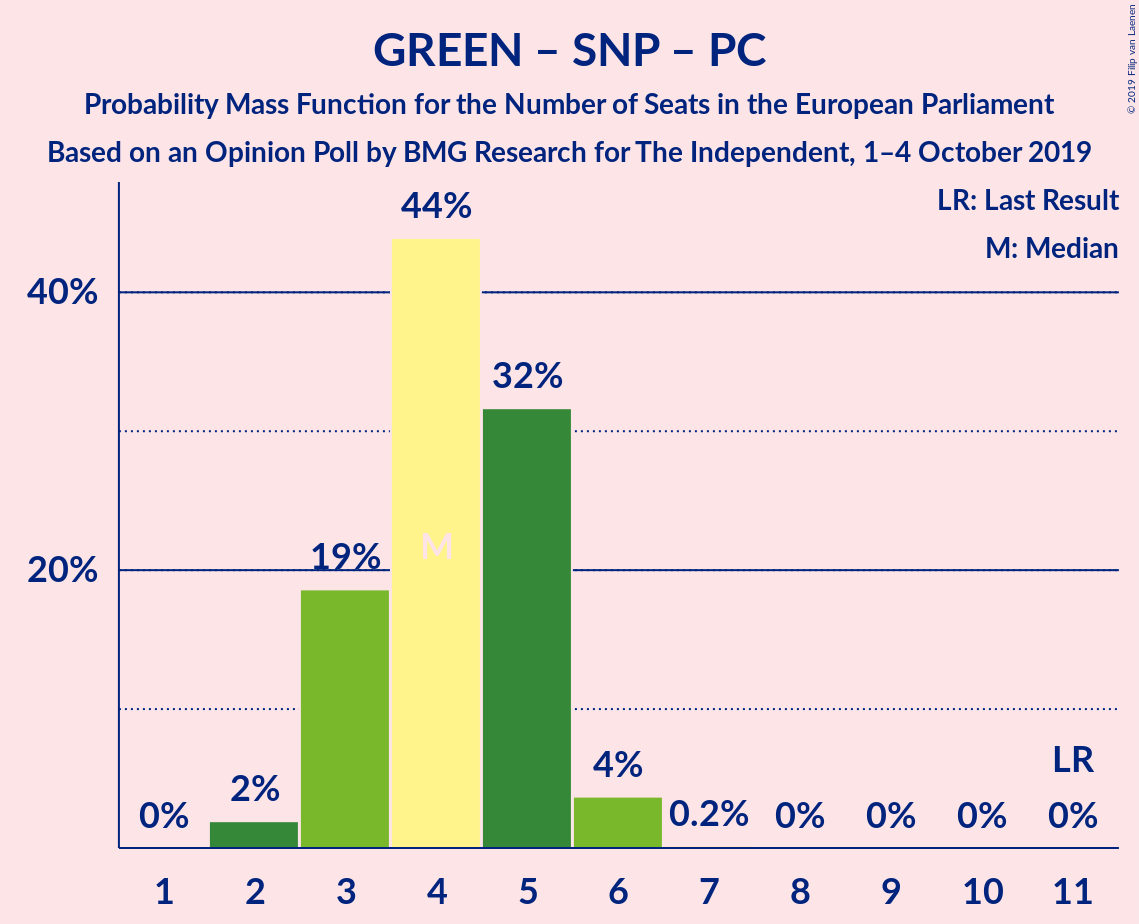 GREEN – SNP – PC
Probability Mass Function for the Number of Seats in the European Parliament
Based on an Opinion Poll by BMG Research for The Independent, 1–4 October 2019
© 2019 Filip van Laenen
LR: Last Result
M: Median
44%
40%
32%
M
19%
20%
LR
4%
2%
0%
0.2%
0%
0%
0%
0%
1 2 3 4 5 6 7 8 9 10 11